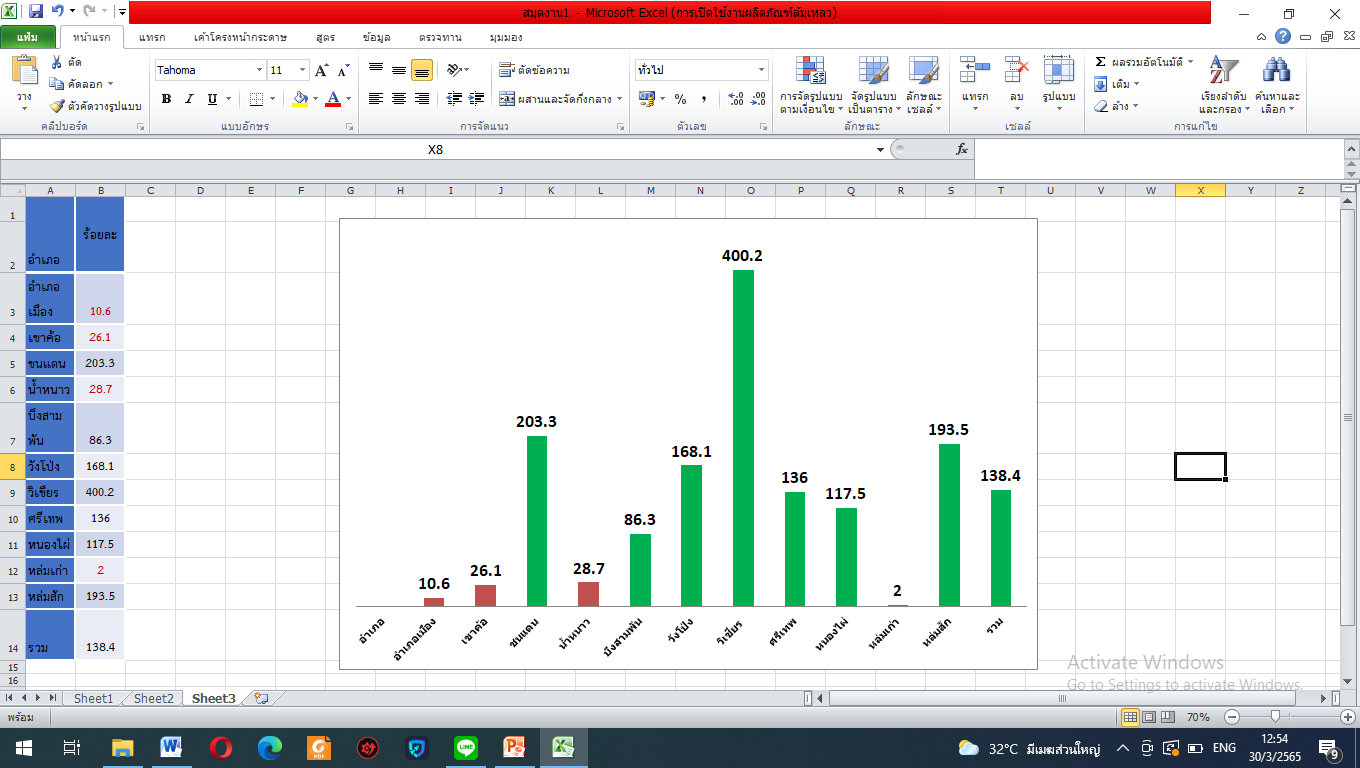 สมุดงาน1 - Microsoft Excel (การเปิดใช้งานผลิตภัณฑ์ล้มเหลว)
แฟ้ม หน้าแรก แทรก เค้าโครงหน้ากระดาษ สูตร ข้อมูล ตรวจทาน มุมมอง
วาง
ตัด
คัดลอก
ตัวคัดวางรูปแบบ
คลิปบอร์ด
Tahoma 11
B I U
แบบอักษร
ตัดข้อความ
ผสานและจัดกึ่งกลาง
การจัดแนว
ทั่วไป
%
ตัวเลข
การจัดรูปแบบ
ตามเงื่อนไข
จัดรูปแบบ
เป็นตาราง
ลักษณะ
เซลล์
ลักษณะ
แทรก ลบ รูปแบบ
เซลล์
Σ ผลรวมอัตโนมัติ
เติม
ล้าง
เรียงลำดับ
และกรอง
ค้นหาและ
เลือก
การแก้ไข
X8 fx
A B C D E F G H I J K L M N O P Q R S T U V W X Y Z
1
2 อำเภอ ร้อยละ
3 อำเภอ
เมือง 10.6
4 เขาค้อ 26.1
5 ชนแดน 203.3
6 น้ำหนาว 28.7
7 บึงสาม
พัน 86.3
8 วังโป่ง 168.1
9 วิเชียร 400.2
10 ศรีเทพ 136
11 หนองไผ่ 117.5
12 หล่มเก่า 2
13 หล่มสัก 193.5
14 รวม 138.4
15
16
10.6 26.1 203.3 28.7 86.3 168.1 400.2 136 117.5 2 193.5 138.4
อำเภอ อำเภอเมือง เขาค้อ ชนแดน น้ำหนาว บึงสามพัน วังโป่ง วิเชียร ศรีเทพ หนองไผ่ หล่มเก่า หล่มสัก รวม
Activate Windows
Go to Settings to activate Windows.
Sheet1 Sheet2 Sheet3
พร้อม 70%
32°C มีเมฆส่วนใหญ่ ENG 12:54
30/3/2565
9